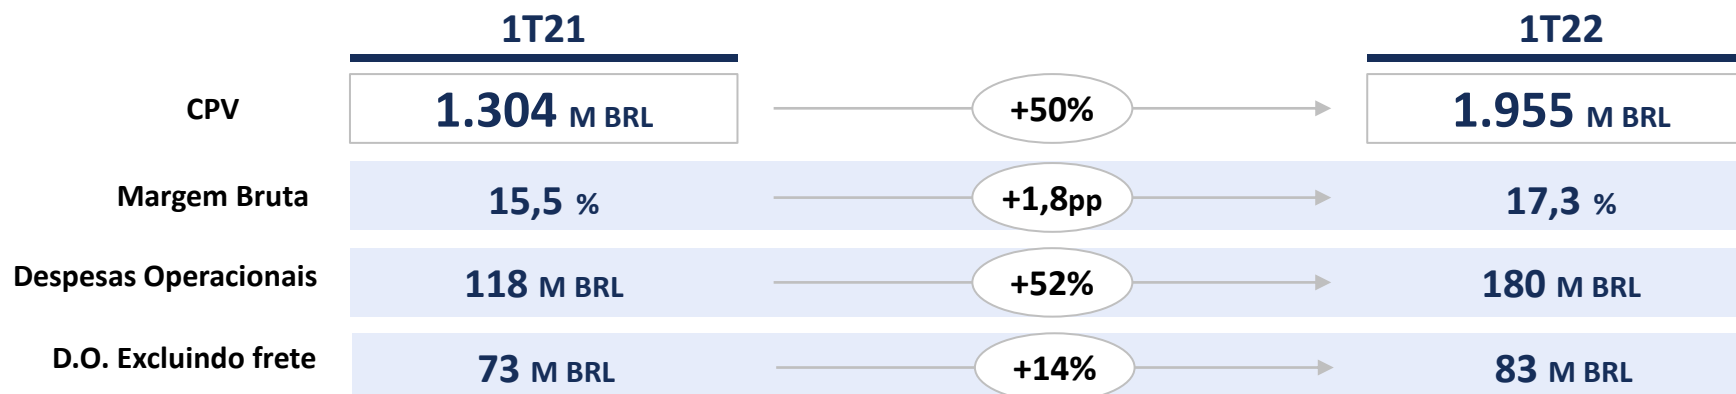 1T21 1T22
CPV 1.304 M BRL +50% 1.955 M BRL
Margem Bruta 15,5 % +1,8pp 17,3 %
Despesas Operacionais 118 M BRL +52% 180 M BRL
D.O. Excluindo frete 73 M BRL +14% 83 M BRL